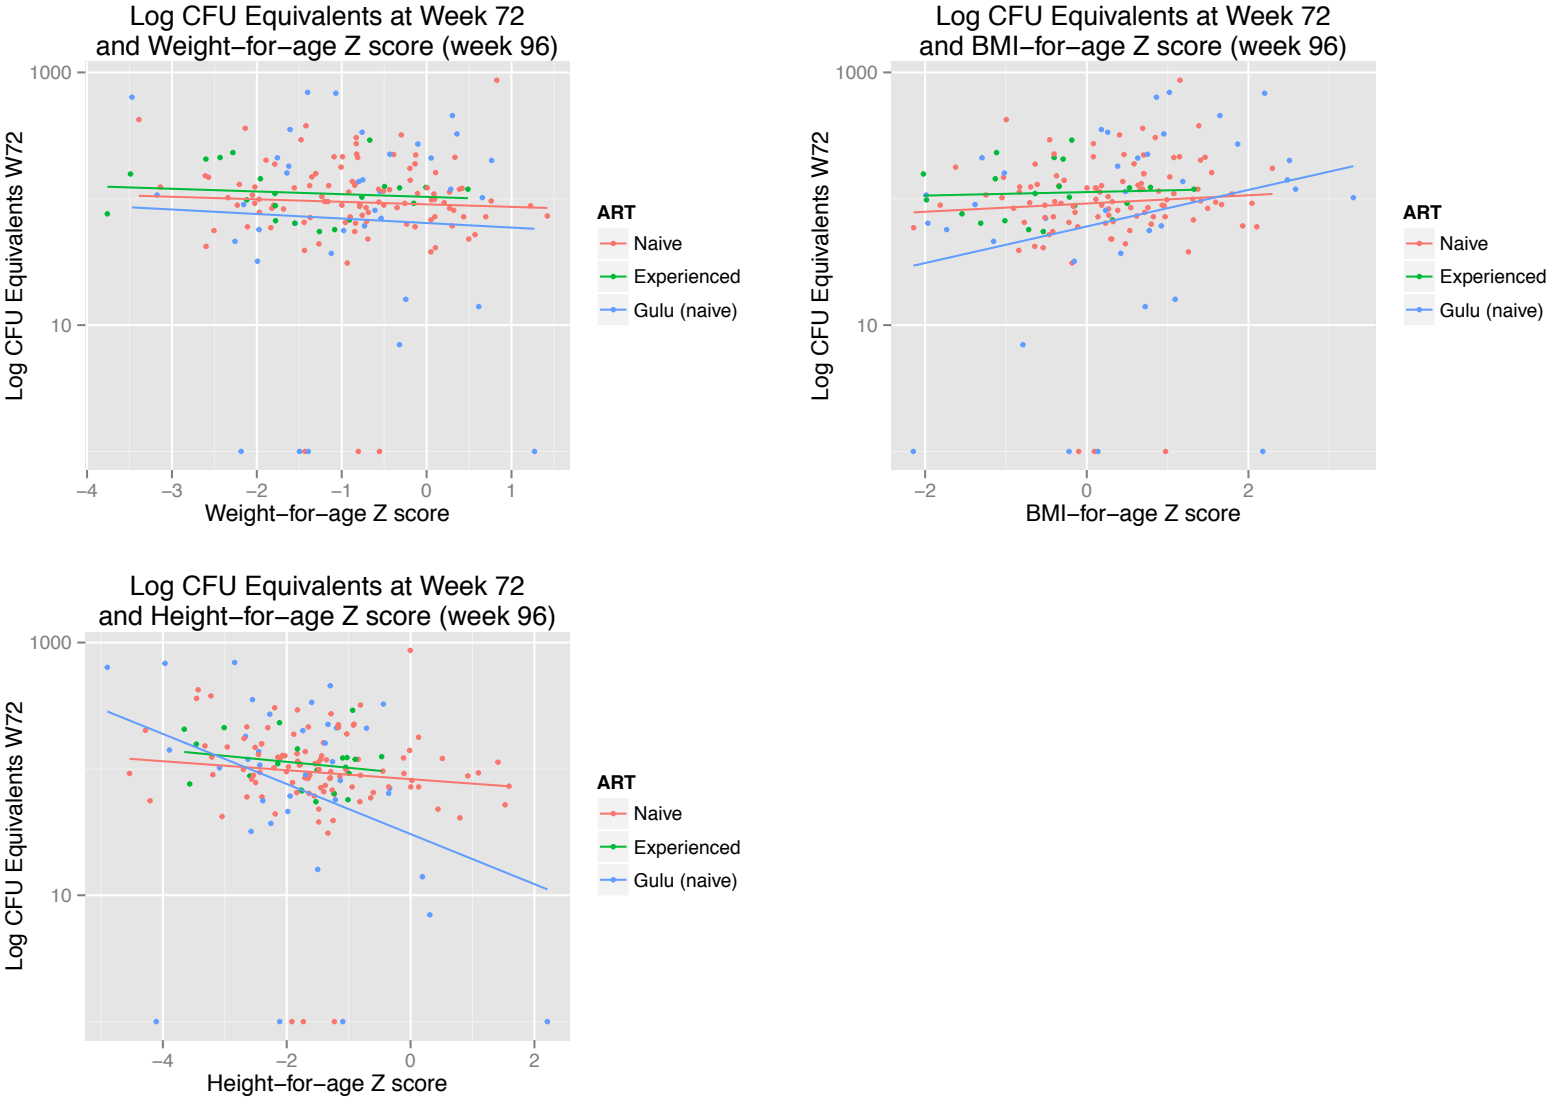 Log CFU Equivalents at Week 72
and Weight−for−age Z score (week 96)
1000
10
Log CFU Equivalents W72
−4 −3 −2 −1 0 1
Weight−for−age Z score
ART
Naive
Experienced
Gulu (naive)
Log CFU Equivalents at Week 72
and BMI−for−age Z score (week 96)
1000
10
Log CFU Equivalents W72
−2 0 2
BMI−for−age Z score
ART
Naive
Experienced
Gulu (naive)
Log CFU Equivalents at Week 72
and Height−for−age Z score (week 96)
1000
10
Log CFU Equivalents W72
−4 −2 0 2
Height−for−age Z score
ART
Naive
Experienced
Gulu (naive)